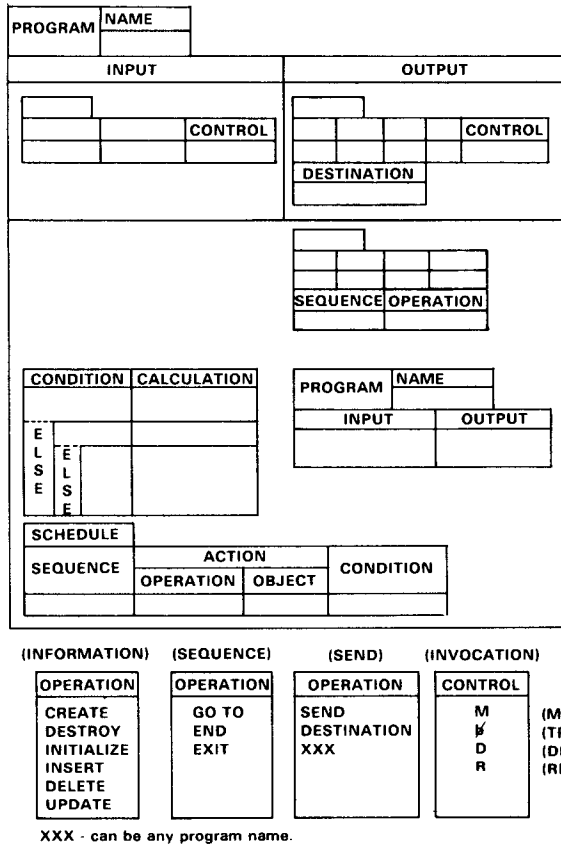 PROGRAM NAME
INPUT OUTPUT
CONTROL CONTROL
DESTINATION
SEQUENCE OPERATION
CONDITION CALCULATION
PROGRAM NAME
INPUT OUTPUT
ELSE
ELSE
SCHEDULE
SEQUENCE ACTION CONDITION
OPERATION OBJECT
(INFORMATION) (SEQUENCE) (SEND) (INVOCATION)
OPERATION OPERATION OPERATION CONTROL
CREATE GO TO SEND M (M
DESTROY END DESTINATION
INITIALIZE EXIT XXX D (D
INSERT R (R
DELETE
UPDATE
XXX - can be any program name.